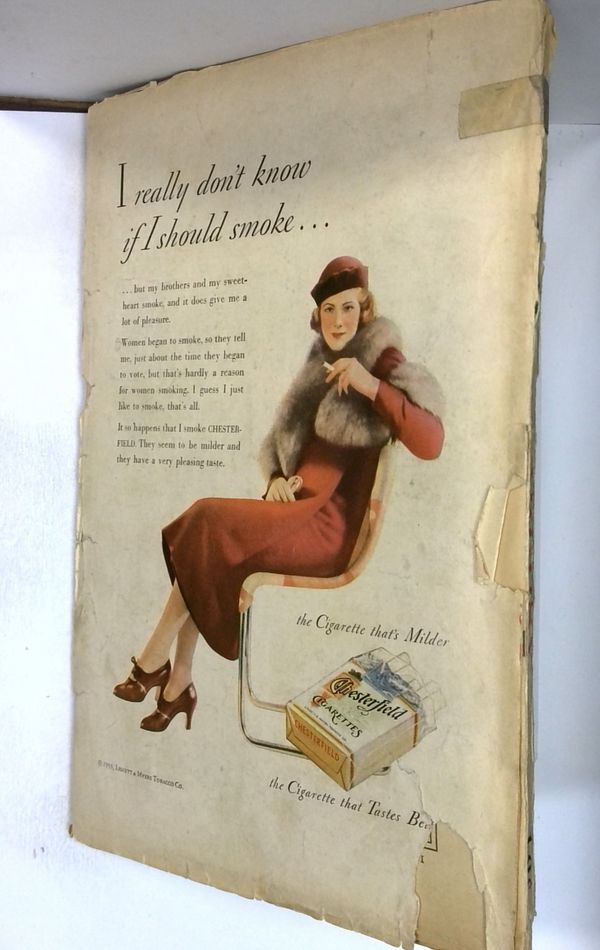 I really don't know
if I should smoke...
...but my brothers and my sweet-
heart smoke, and it does give me a
lot of pleasure.
Women began to smoke, so they tell
me, just about the time they began
to vote, but that's hardly a reason
for women smoking. I guess I just
like to smoke, that's all.
It so happens that I smoke CHESTER-
FIELD. They seem to be milder and
they have a very pleasing taste.
the Cigarette that's Milder
Chesterfield
CIGARETTES
CHESTERFIELD
the Cigarette that Tastes
LIGGETT & MYERS TOBACCO CO.